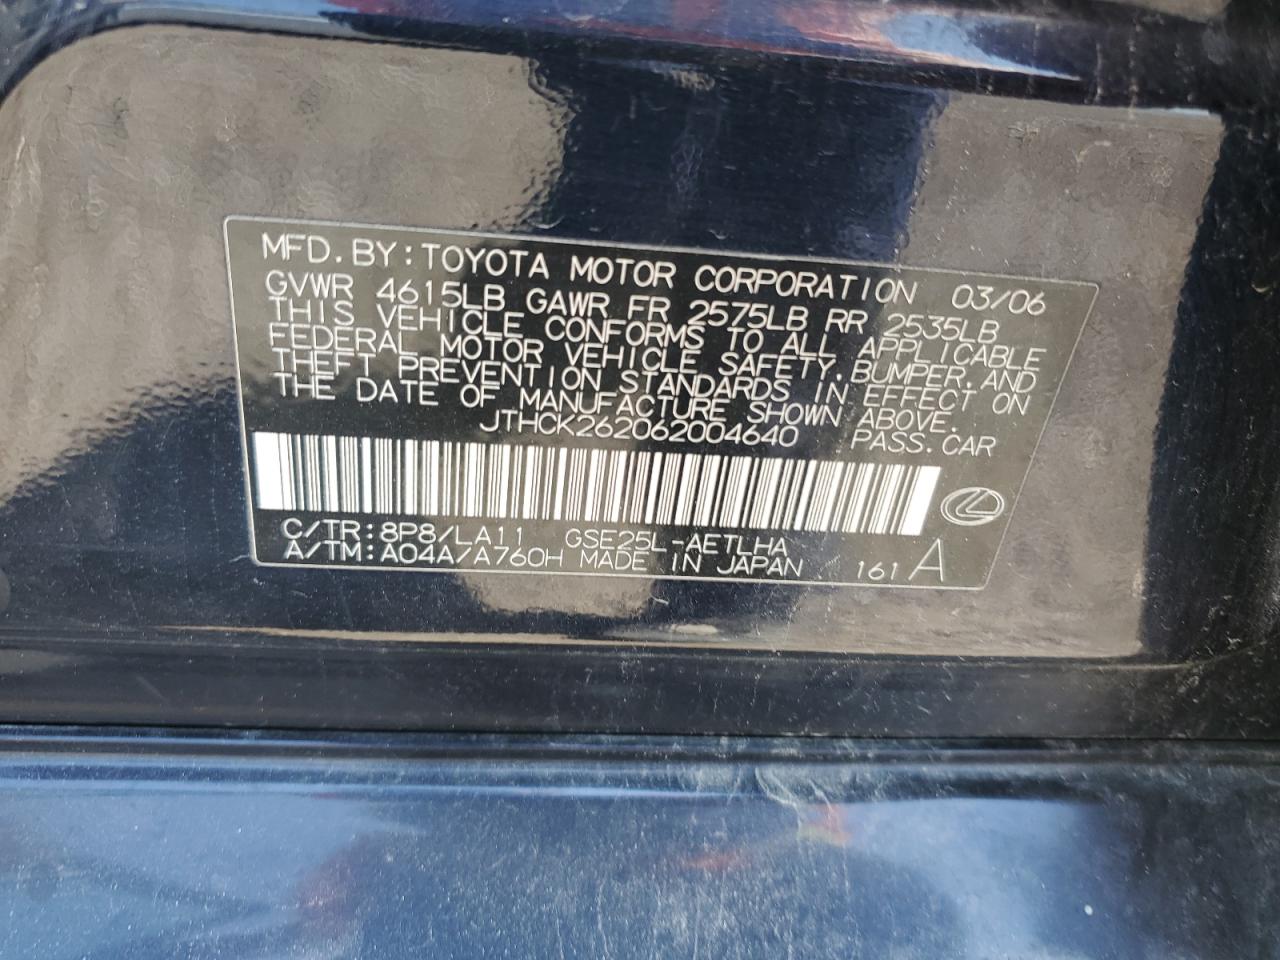 MFD. BY: TOYOTA MOTOR CORPORATION 03/06
GVWR 4615LB GAWR FR 2575LB RR 2535LB
THIS VEHICLE CONFORMS TO ALL APPLICABLE
FEDERAL MOTOR VEHICLE SAFETY, BUMPER, AND
THEFT PREVENTION STANDARDS IN EFFECT ON
THE DATE OF MANUFACTURE SHOWN ABOVE.
JTHCK262062004640 PASS. CAR
C/TR: 8P8/LA11 GSE25L-AETLHA
A/TM: A04A/A760H MADE IN JAPAN 161 A